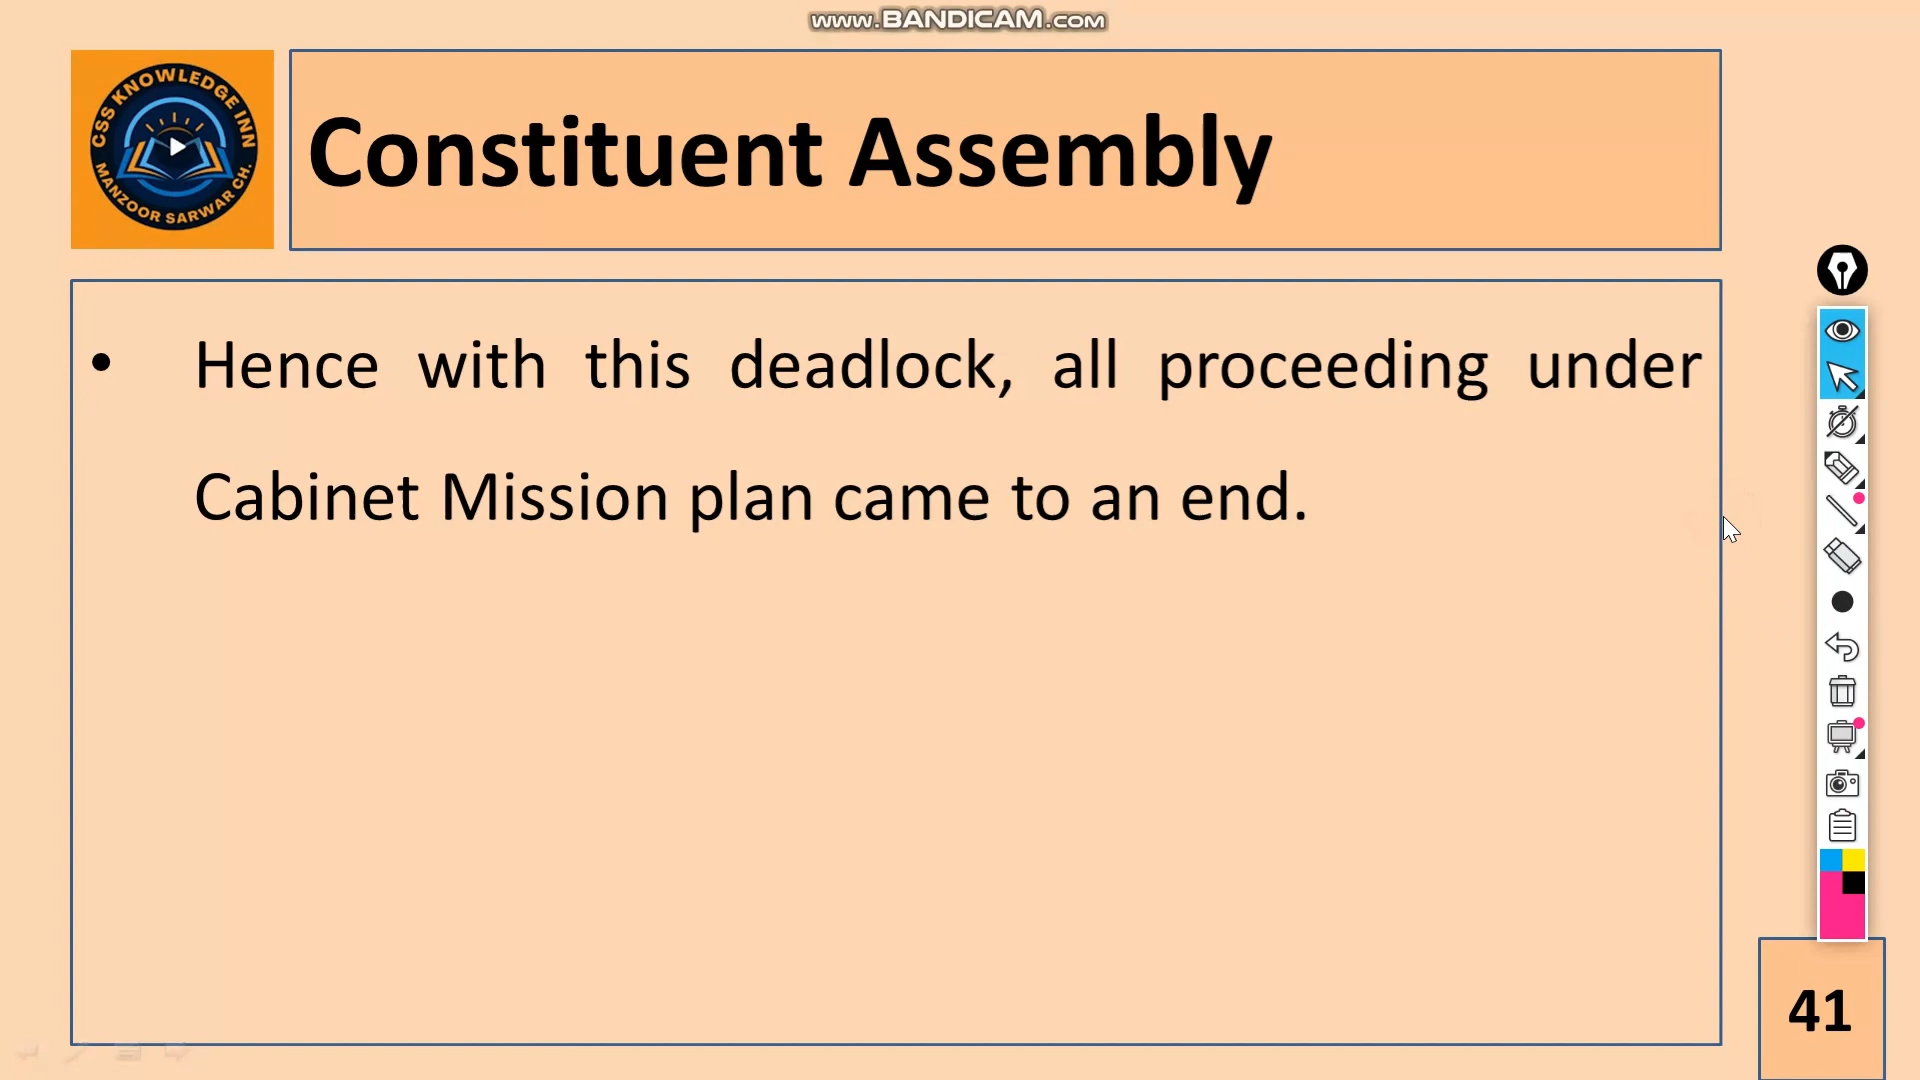 www.BANDICAM.com
CSS KNOWLEDGE INN
MANZOOR SARWAR CH.
Constituent Assembly
• Hence with this deadlock, all proceeding under
Cabinet Mission plan came to an end.
41